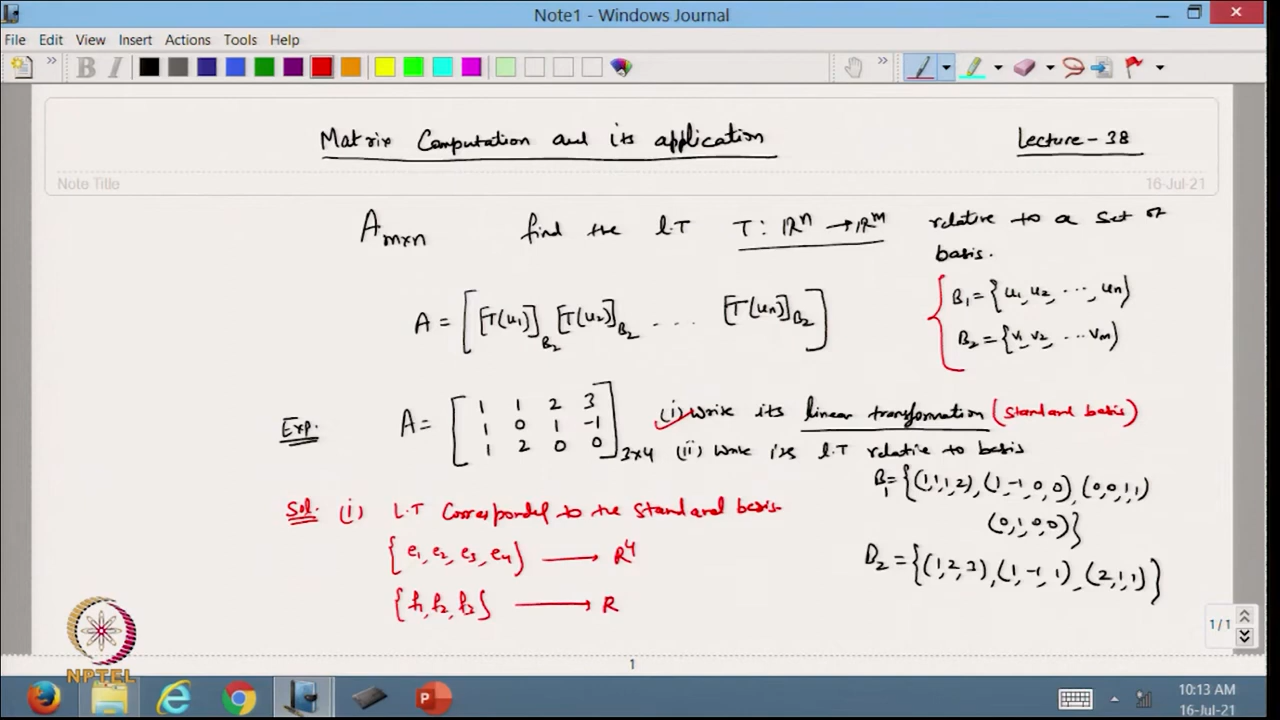 Note1 - Windows Journal
File Edit View Insert Actions Tools Help
Matrix Computation and its application
Lecture - 38
Note Title
16-Jul-21
A m×n find the L.T T : ℝⁿ → ℝᵐ relative to a set of
basis.
B₁ = {u₁, u₂, ..., uₙ}
A = [ [T(u₁)]_B₂ [T(u₂)]_B₂ .... [T(uₙ)]_B₂ ]
B₂ = {v₁, v₂, ... vₘ}
Exp. A = [ 1 1 2 3
1 0 1 -1
1 2 0 0 ] 3×4
(i) Write its linear transformation (standard basis)
(ii) Write its L.T relative to basis
B₁ = {(1,1,1,2), (1,-1,0,0), (0,0,1,1)
(0,1,0,0)}
B₂ = {(1,2,3), (1,-1,1), (2,1,1)}
Sol. (i) L.T Corresponded to the standard basis.
{e₁, e₂, e₃, e₄} → ℝ⁴
{f₁, f₂, f₃} → ℝ
1/1
1
NPTEL
10:13 AM
16-Jul-21